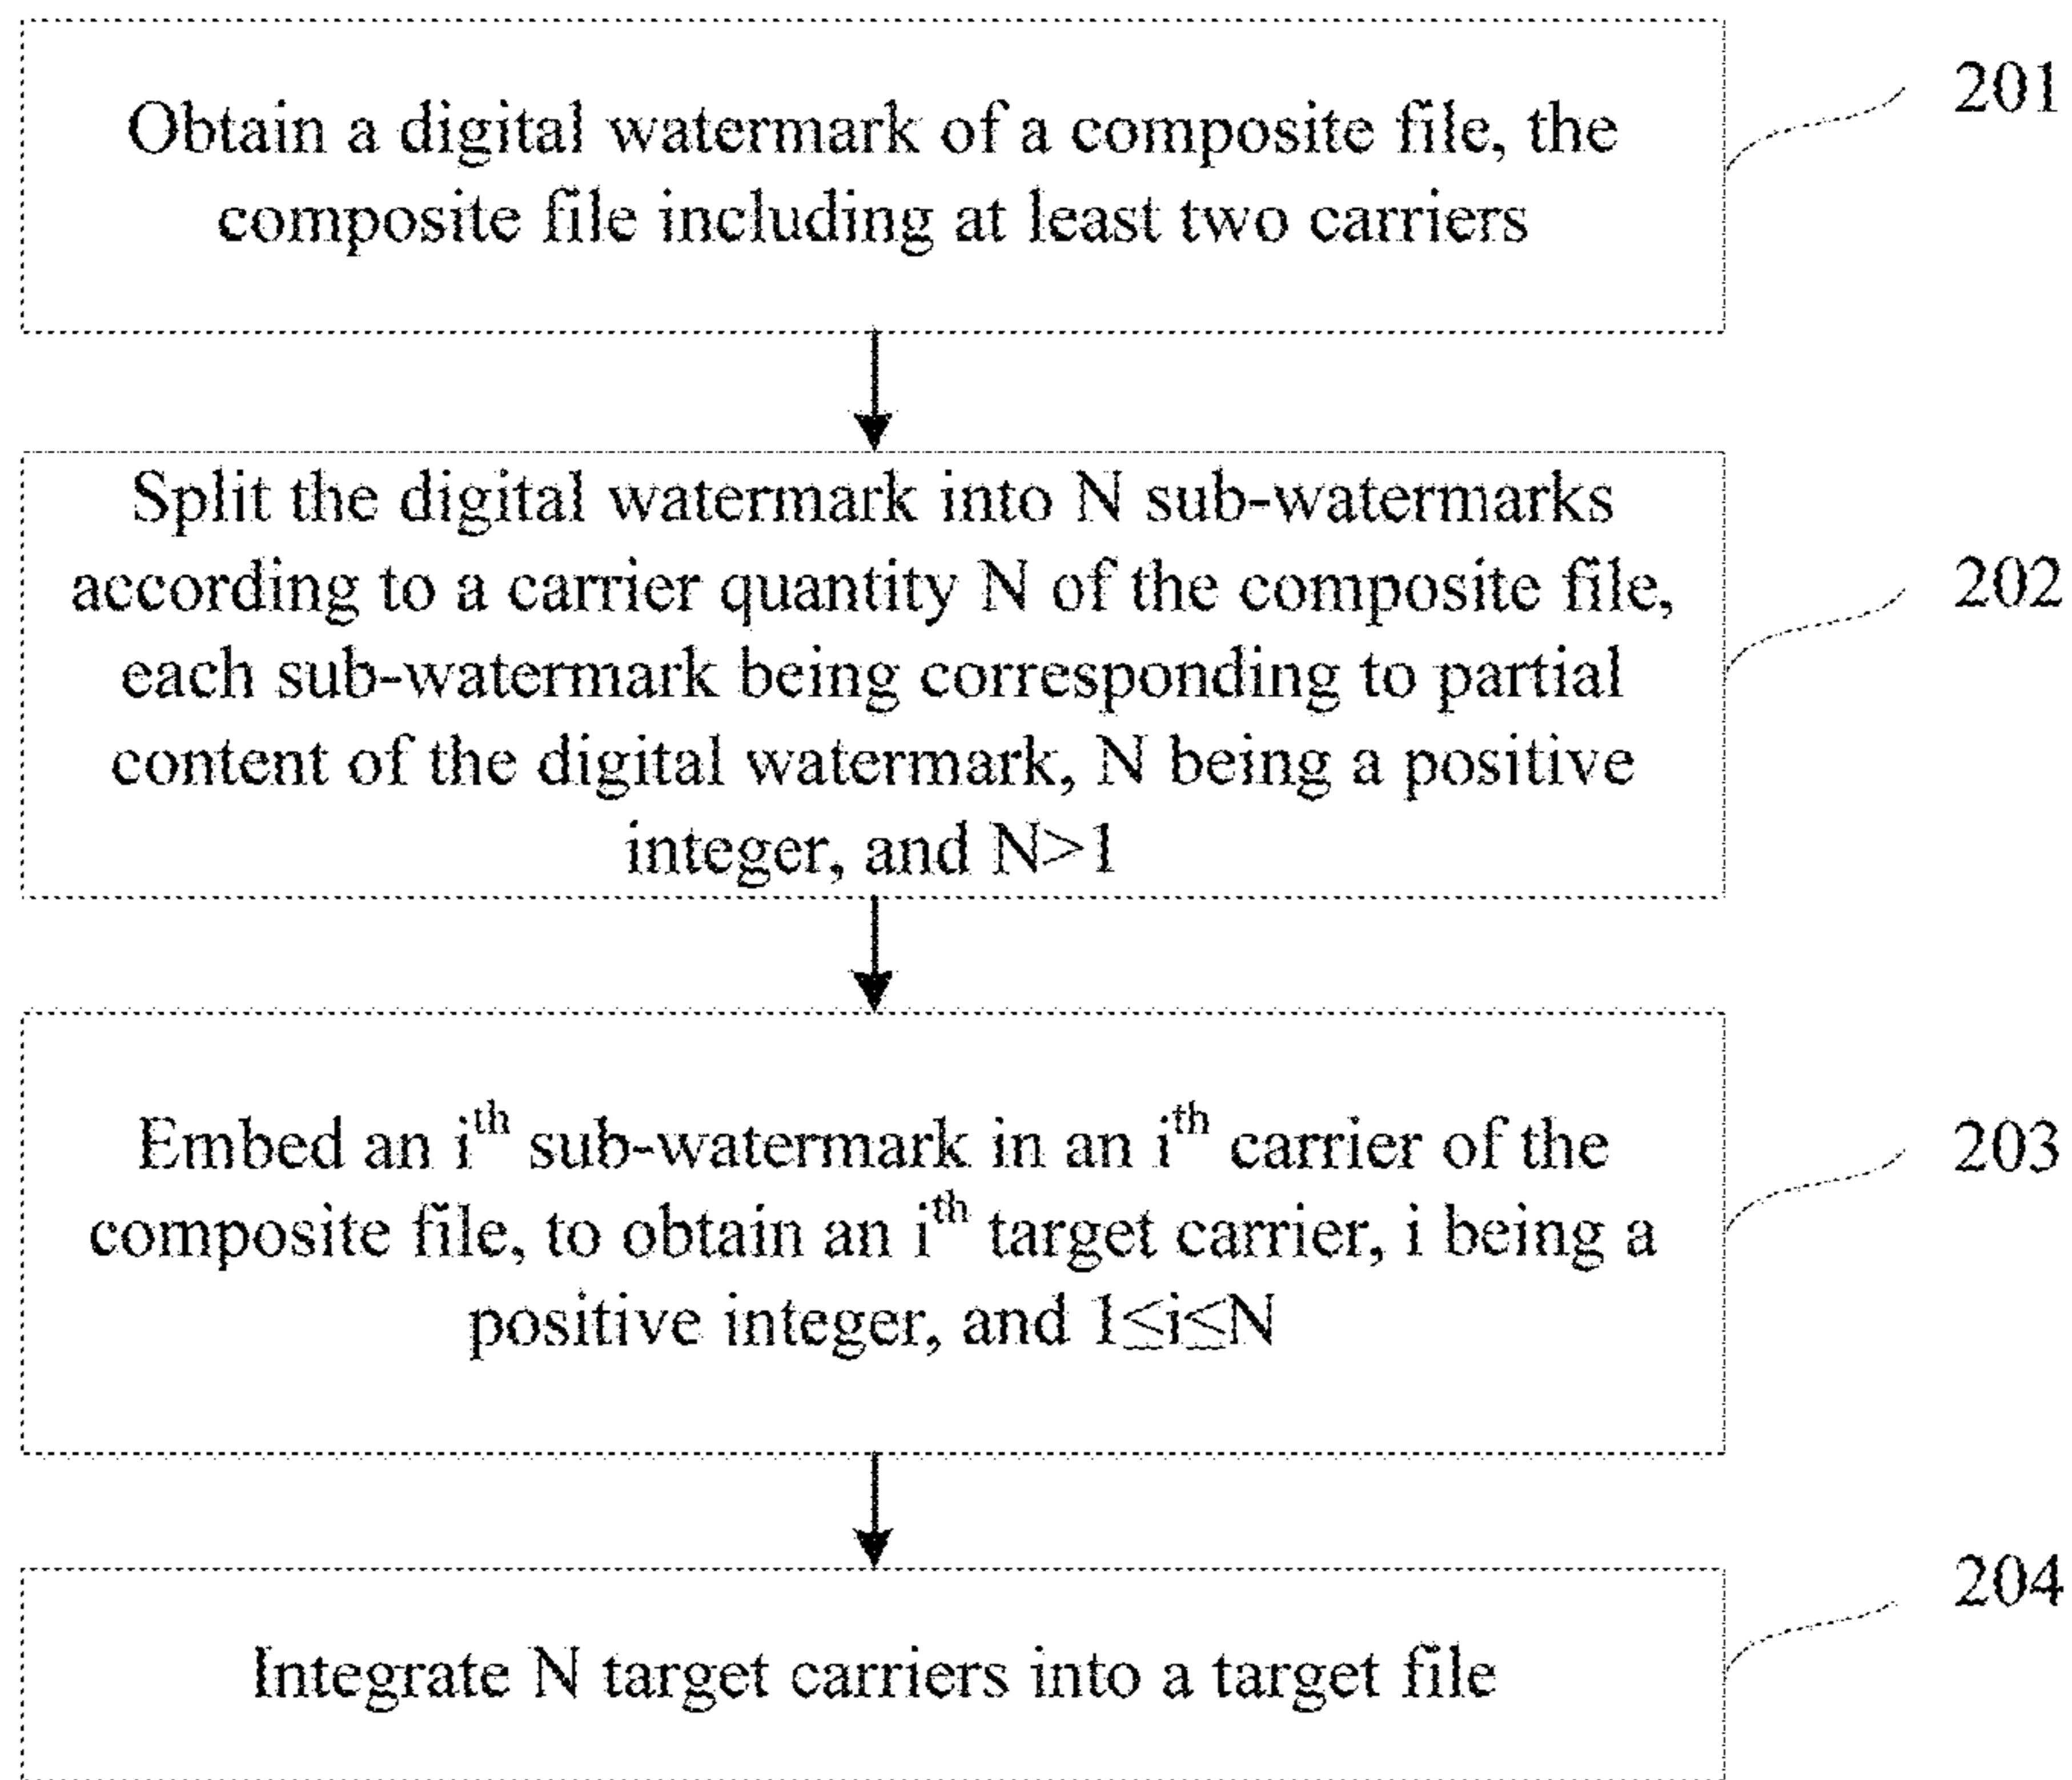 Obtain a digital watermark of a composite file, the
composite file including at least two carriers
201
Split the digital watermark into N sub-watermarks
according to a carrier quantity N of the composite file,
each sub-watermark being corresponding to partial
content of the digital watermark, N being a positive
integer, and N>1
202
Embed an iᵗʰ sub-watermark in an iᵗʰ carrier of the
composite file, to obtain an iᵗʰ target carrier, i being a
positive integer, and 1≤i≤N
203
Integrate N target carriers into a target file
204